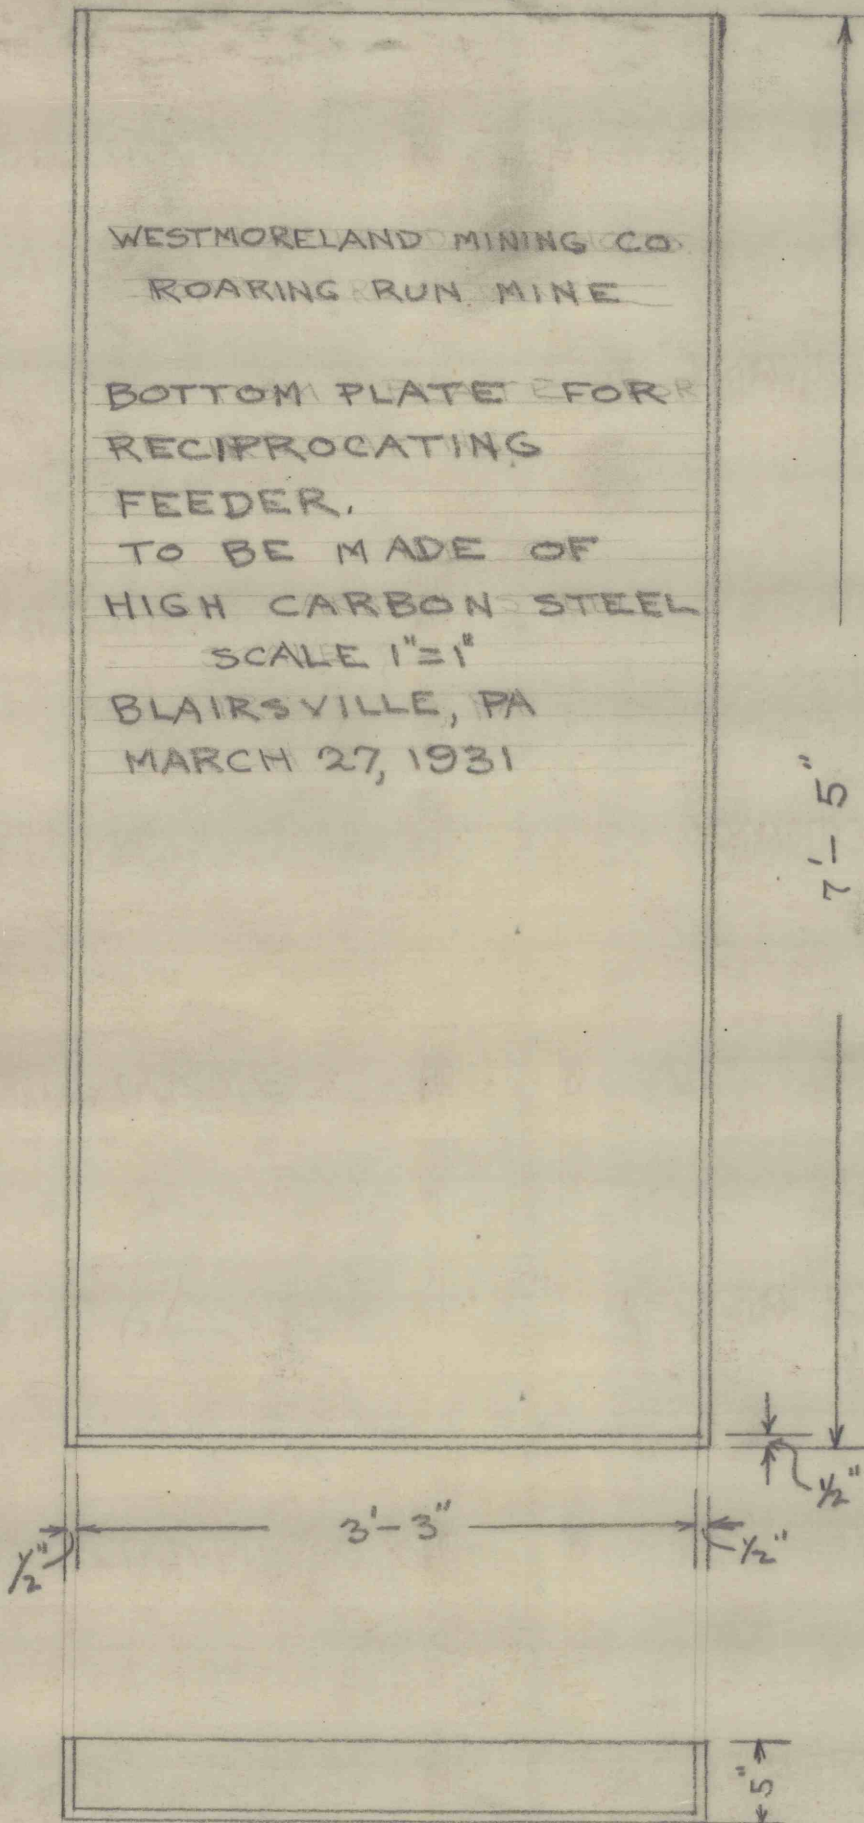 WESTMORELAND MINING CO
ROARING RUN MINE
BOTTOM PLATE FOR
RECIPROCATING
FEEDER.
TO BE MADE OF
HIGH CARBON STEEL
SCALE 1"=1"
BLAIRSVILLE, PA
MARCH 27, 1931
7'-5"
1/2"
1/2"
3'-3"
1/2"
5"